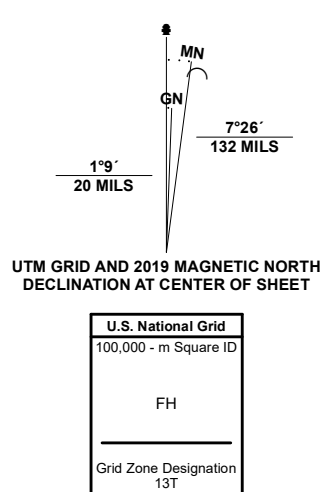 MN
GN
7°26´
132 MILS
1°9´
20 MILS
UTM GRID AND 2019 MAGNETIC NORTH
DECLINATION AT CENTER OF SHEET
U.S. National Grid
100,000 - m Square ID
FH
Grid Zone Designation
13T